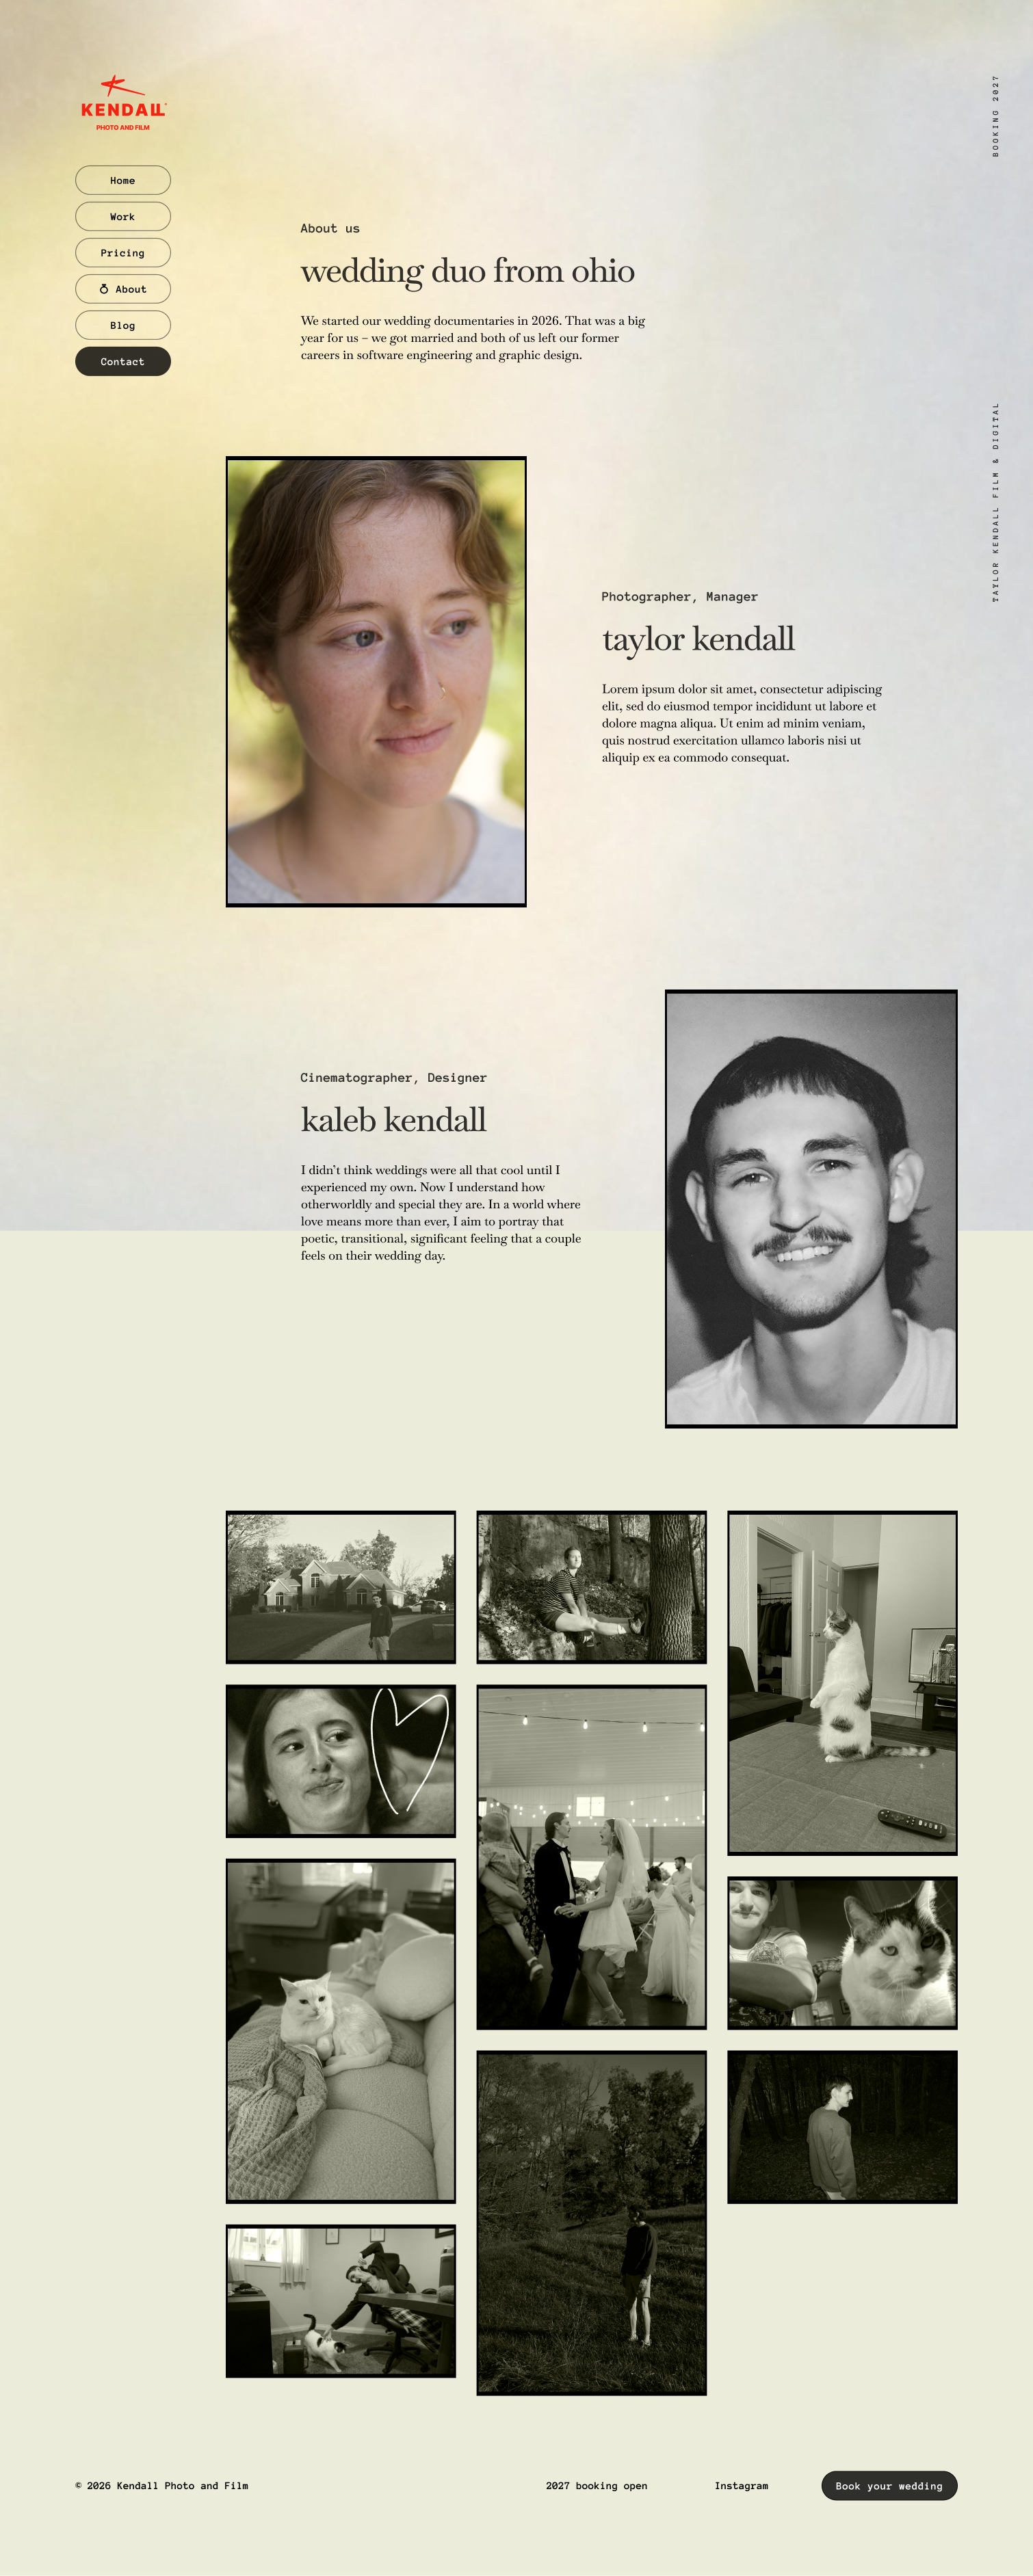 KENDALL
PHOTO AND FILM
BOOKING 2027
Home
Work
Pricing
About
Blog
Contact
About us
wedding duo from ohio
We started our wedding documentaries in 2026. That was a big
year for us – we got married and both of us left our former
careers in software engineering and graphic design.
TAYLOR KENDALL FILM & DIGITAL
Photographer, Manager
taylor kendall
Lorem ipsum dolor sit amet, consectetur adipiscing
elit, sed do eiusmod tempor incididunt ut labore et
dolore magna aliqua. Ut enim ad minim veniam,
quis nostrud exercitation ullamco laboris nisi ut
aliquip ex ea commodo consequat.
Cinematographer, Designer
kaleb kendall
I didn’t think weddings were all that cool until I
experienced my own. Now I understand how
otherworldly and special they are. In a world where
love means more than ever, I aim to portray that
poetic, transitional, significant feeling that a couple
feels on their wedding day.
© 2026 Kendall Photo and Film
2027 booking open
Instagram
Book your wedding